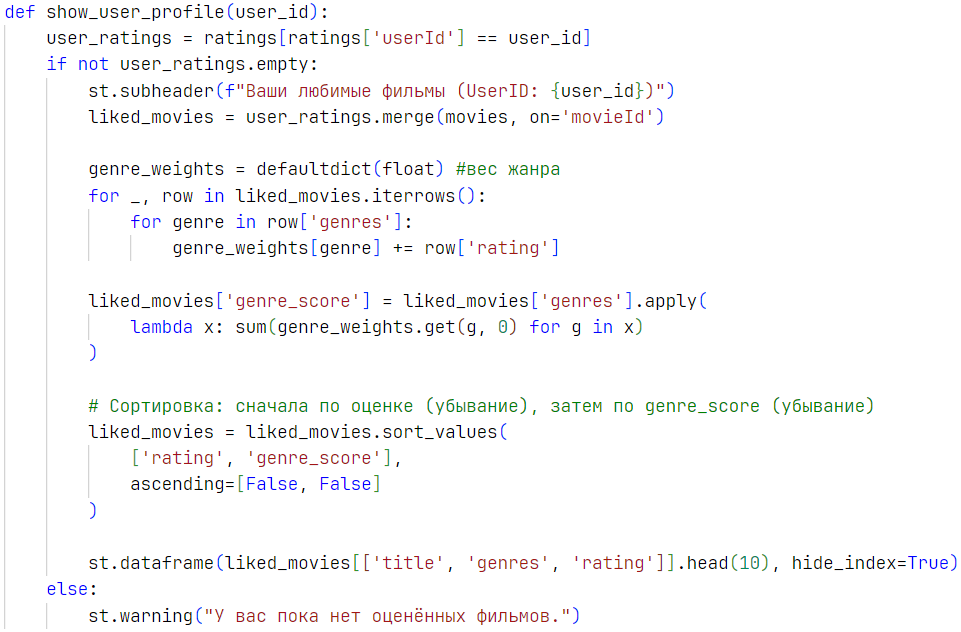 def show_user_profile(user_id):
    user_ratings = ratings[ratings['userId'] == user_id]
    if not user_ratings.empty:
        st.subheader(f"Ваши любимые фильмы (UserID: {user_id})")
        liked_movies = user_ratings.merge(movies, on='movieId')

        genre_weights = defaultdict(float) #вес жанра
        for _, row in liked_movies.iterrows():
            for genre in row['genres']:
                genre_weights[genre] += row['rating']

        liked_movies['genre_score'] = liked_movies['genres'].apply(
            lambda x: sum(genre_weights.get(g, 0) for g in x)
        )

        # Сортировка: сначала по оценке (убывание), затем по genre_score (убывание)
        liked_movies = liked_movies.sort_values(
            ['rating', 'genre_score'],
            ascending=[False, False]
        )

        st.dataframe(liked_movies[['title', 'genres', 'rating']].head(10), hide_index=True)
    else:
        st.warning("У вас пока нет оценённых фильмов.")